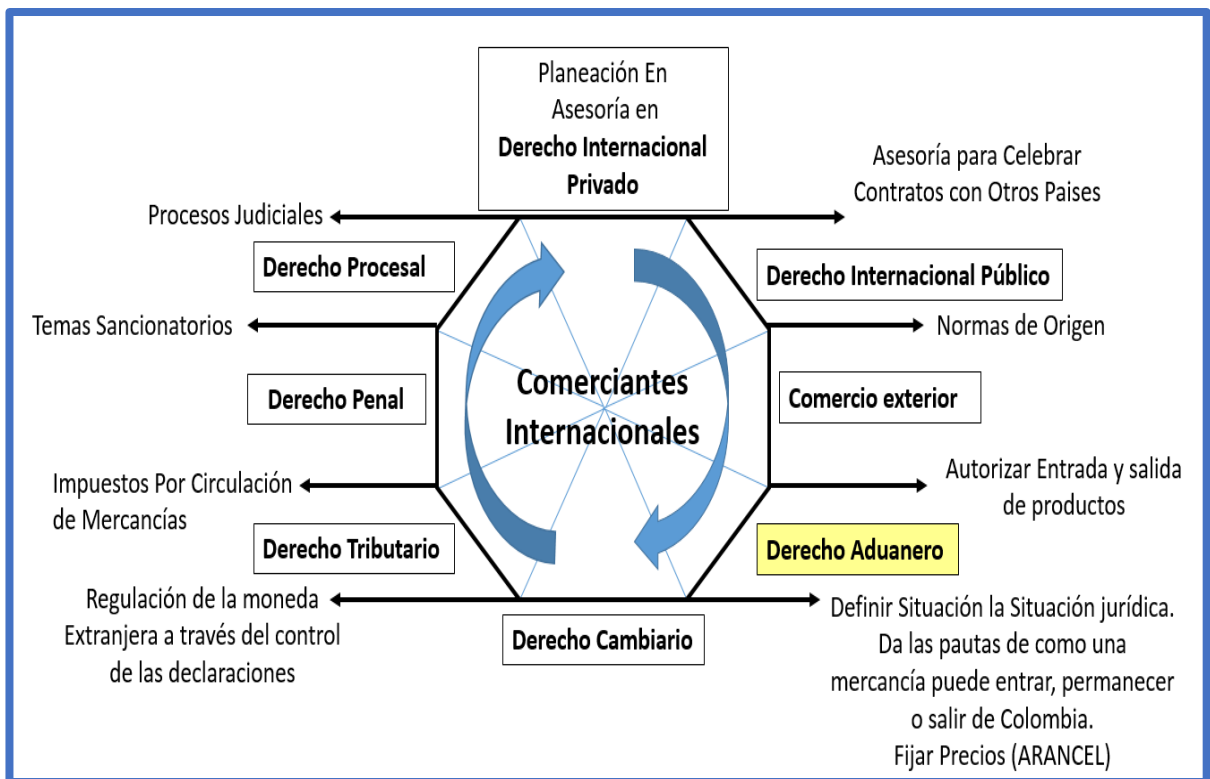 Planeación En
Asesoría en
Derecho Internacional
Privado
Asesoría para Celebrar
Contratos con Otros Paises
Procesos Judiciales
Derecho Procesal
Derecho Internacional Público
Temas Sancionatorios
Normas de Origen
Comerciantes
Internacionales
Derecho Penal
Comercio exterior
Impuestos Por Circulación
de Mercancías
Autorizar Entrada y salida
de productos
Derecho Tributario
Derecho Aduanero
Regulación de la moneda
Extranjera a través del control
de las declaraciones
Derecho Cambiario
Definir Situación la Situación jurídica.
Da las pautas de como una
mercancía puede entrar, permanecer
o salir de Colombia.
Fijar Precios (ARANCEL)